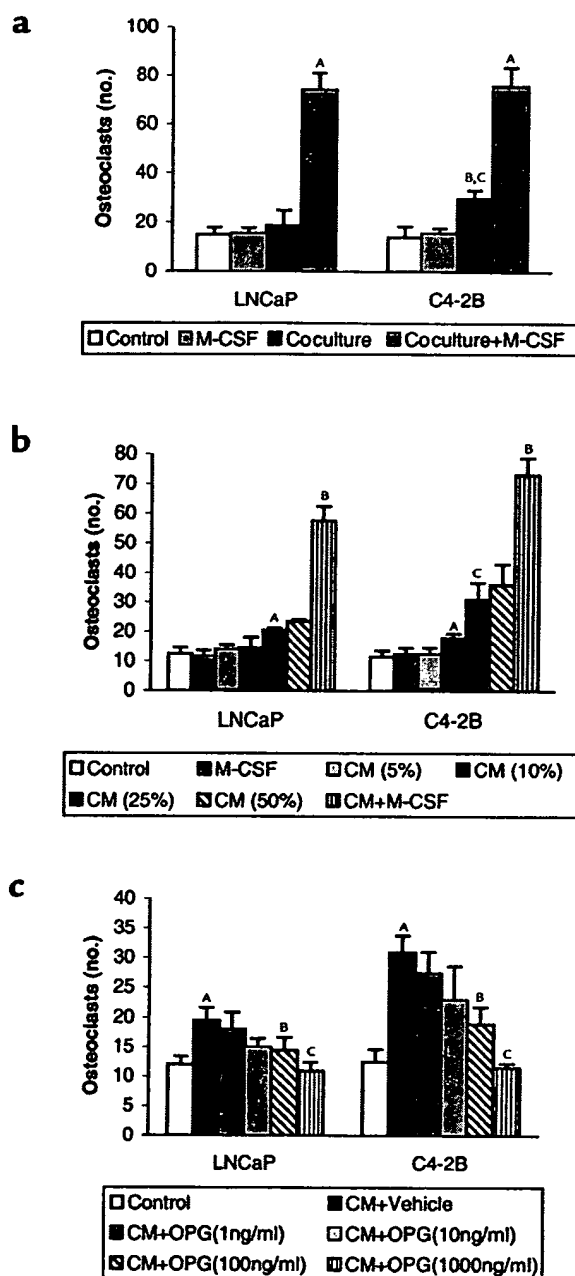 a
Osteoclasts (no.)
100
80
60
40
20
0
A
B,C
A
LNCaP C4-2B
Control M-CSF Coculture Coculture+M-CSF
b
Osteoclasts (no.)
80
70
60
50
40
30
20
10
0
A
B
A
C
B
LNCaP C4-2B
Control M-CSF CM (5%) CM (10%)
CM (25%) CM (50%) CM+M-CSF
c
Osteoclasts (no.)
40
35
30
25
20
15
10
5
0
A
B
C
A
B
C
LNCaP C4-2B
Control CM+Vehicle
CM+OPG(1ng/ml) CM+OPG(10ng/ml)
CM+OPG(100ng/ml) CM+OPG(1000ng/ml)